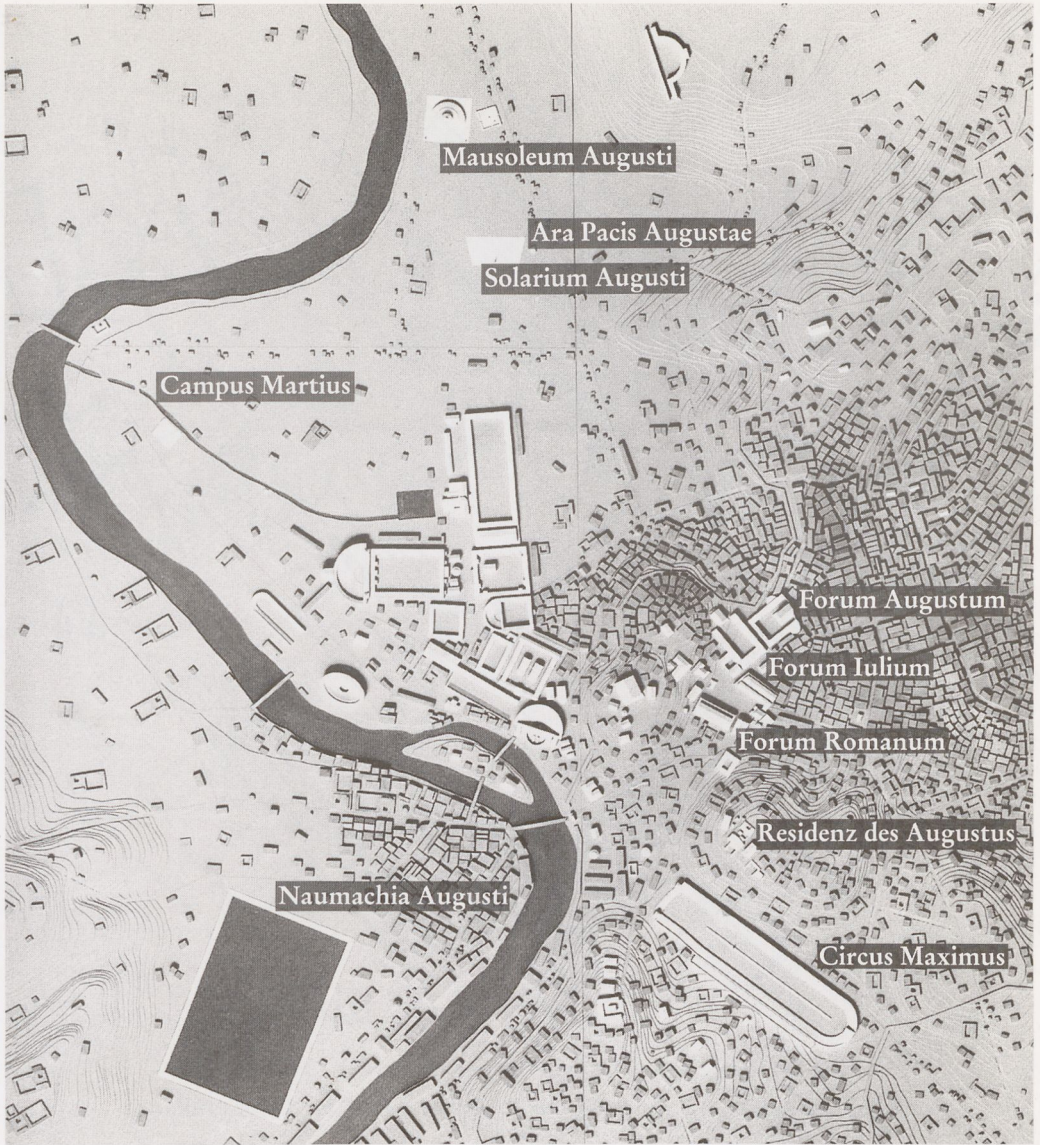 Mausoleum Augusti
Ara Pacis Augustae
Solarium Augusti
Campus Martius
Forum Augustum
Forum Iulium
Forum Romanum
Residenz des Augustus
Naumachia Augusti
Circus Maximus